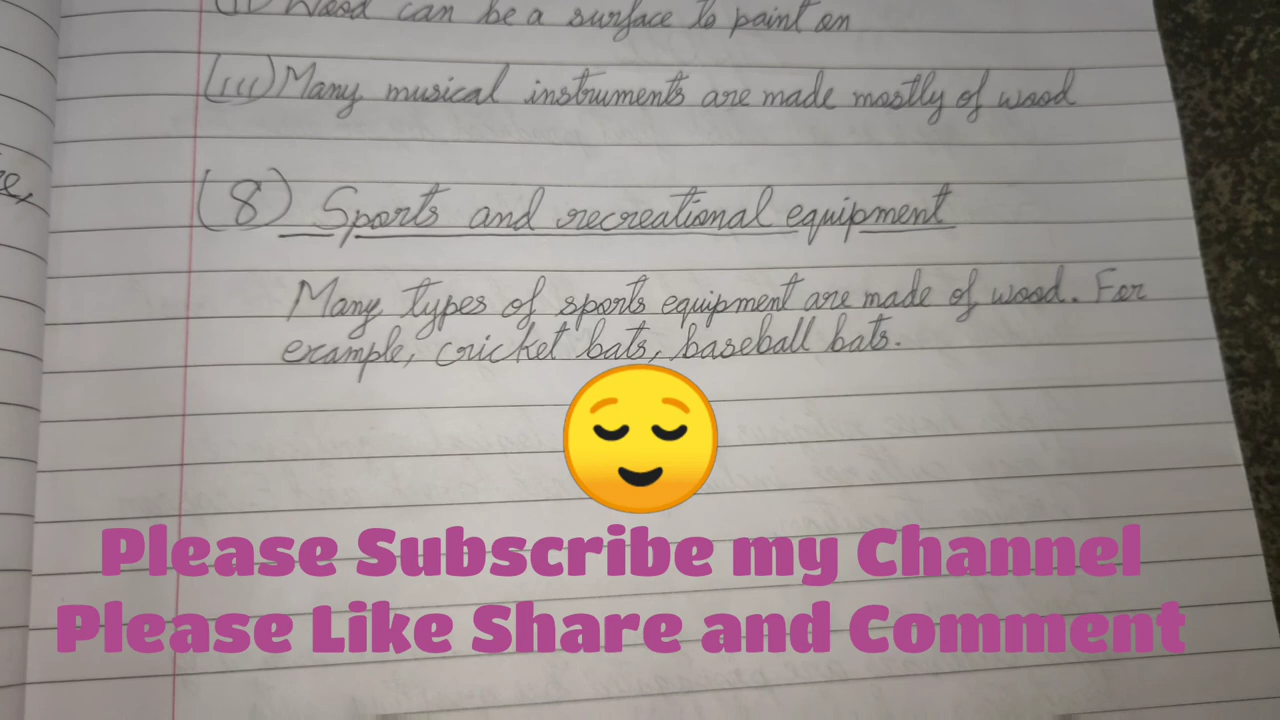 (ii) Wood can be a surface to paint on
(iii) Many musical instruments are made mostly of wood
(8) Sports and recreational equipment
Many types of sports equipment are made of wood. For
example, cricket bats, baseball bats.
Please Subscribe my Channel
Please Like Share and Comment